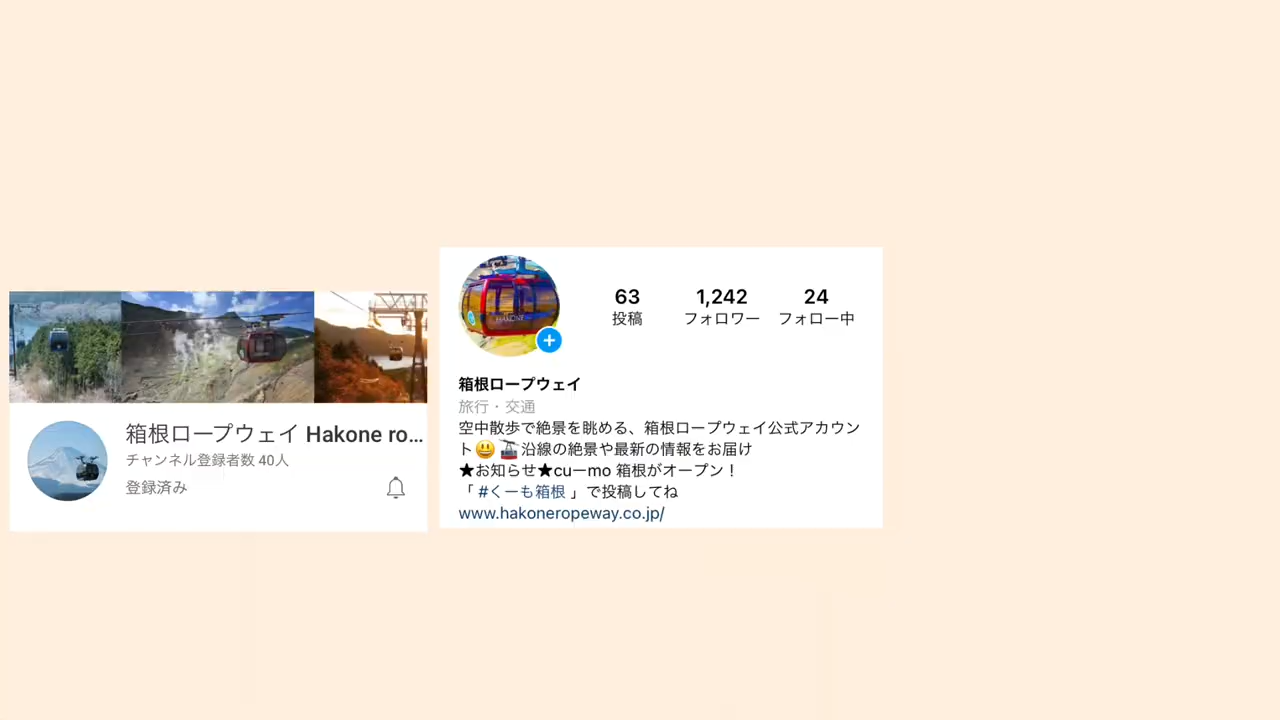 箱根ロープウェイ Hakone ro...
チャンネル登録者数 40人
登録済み
HAKONE
63
投稿
1,242
フォロワー
24
フォロー中
箱根ロープウェイ
旅行・交通
空中散歩で絶景を眺める、箱根ロープウェイ公式アカウン
ト😃🚡沿線の絶景や最新の情報をお届け
★お知らせ★cuーmo 箱根がオープン！
「 #くーも箱根 」で投稿してね
www.hakoneropeway.co.jp/